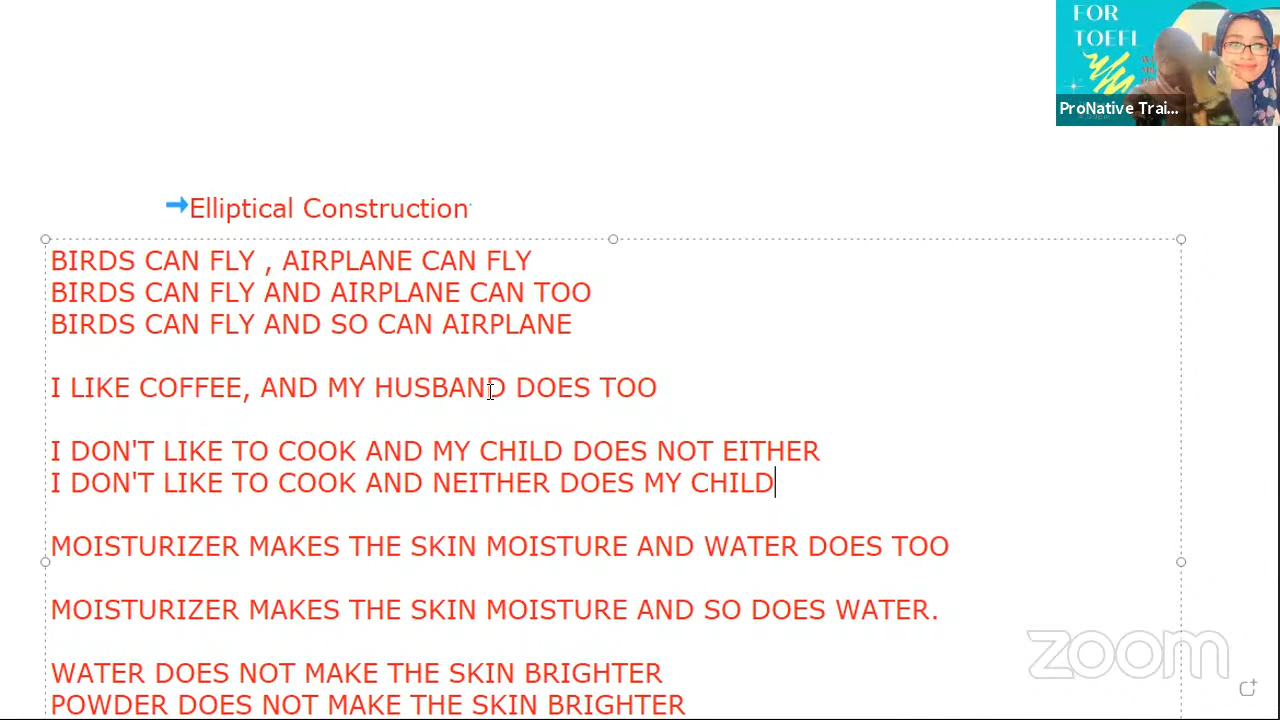 FOR
TOEFL
ProNative Trai...
Elliptical Construction
BIRDS CAN FLY , AIRPLANE CAN FLY
BIRDS CAN FLY AND AIRPLANE CAN TOO
BIRDS CAN FLY AND SO CAN AIRPLANE
I LIKE COFFEE, AND MY HUSBAND DOES TOO
I DON'T LIKE TO COOK AND MY CHILD DOES NOT EITHER
I DON'T LIKE TO COOK AND NEITHER DOES MY CHILD
MOISTURIZER MAKES THE SKIN MOISTURE AND WATER DOES TOO
MOISTURIZER MAKES THE SKIN MOISTURE AND SO DOES WATER.
WATER DOES NOT MAKE THE SKIN BRIGHTER
POWDER DOES NOT MAKE THE SKIN BRIGHTER
zoom